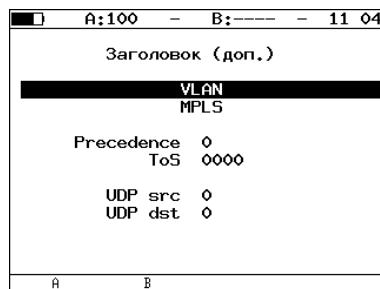 A:100 – B:---- – 11 04
Заголовок (доп.)
VLAN
MPLS
Precedence 0
ToS 0000
UDP src 0
UDP dst 0
A B